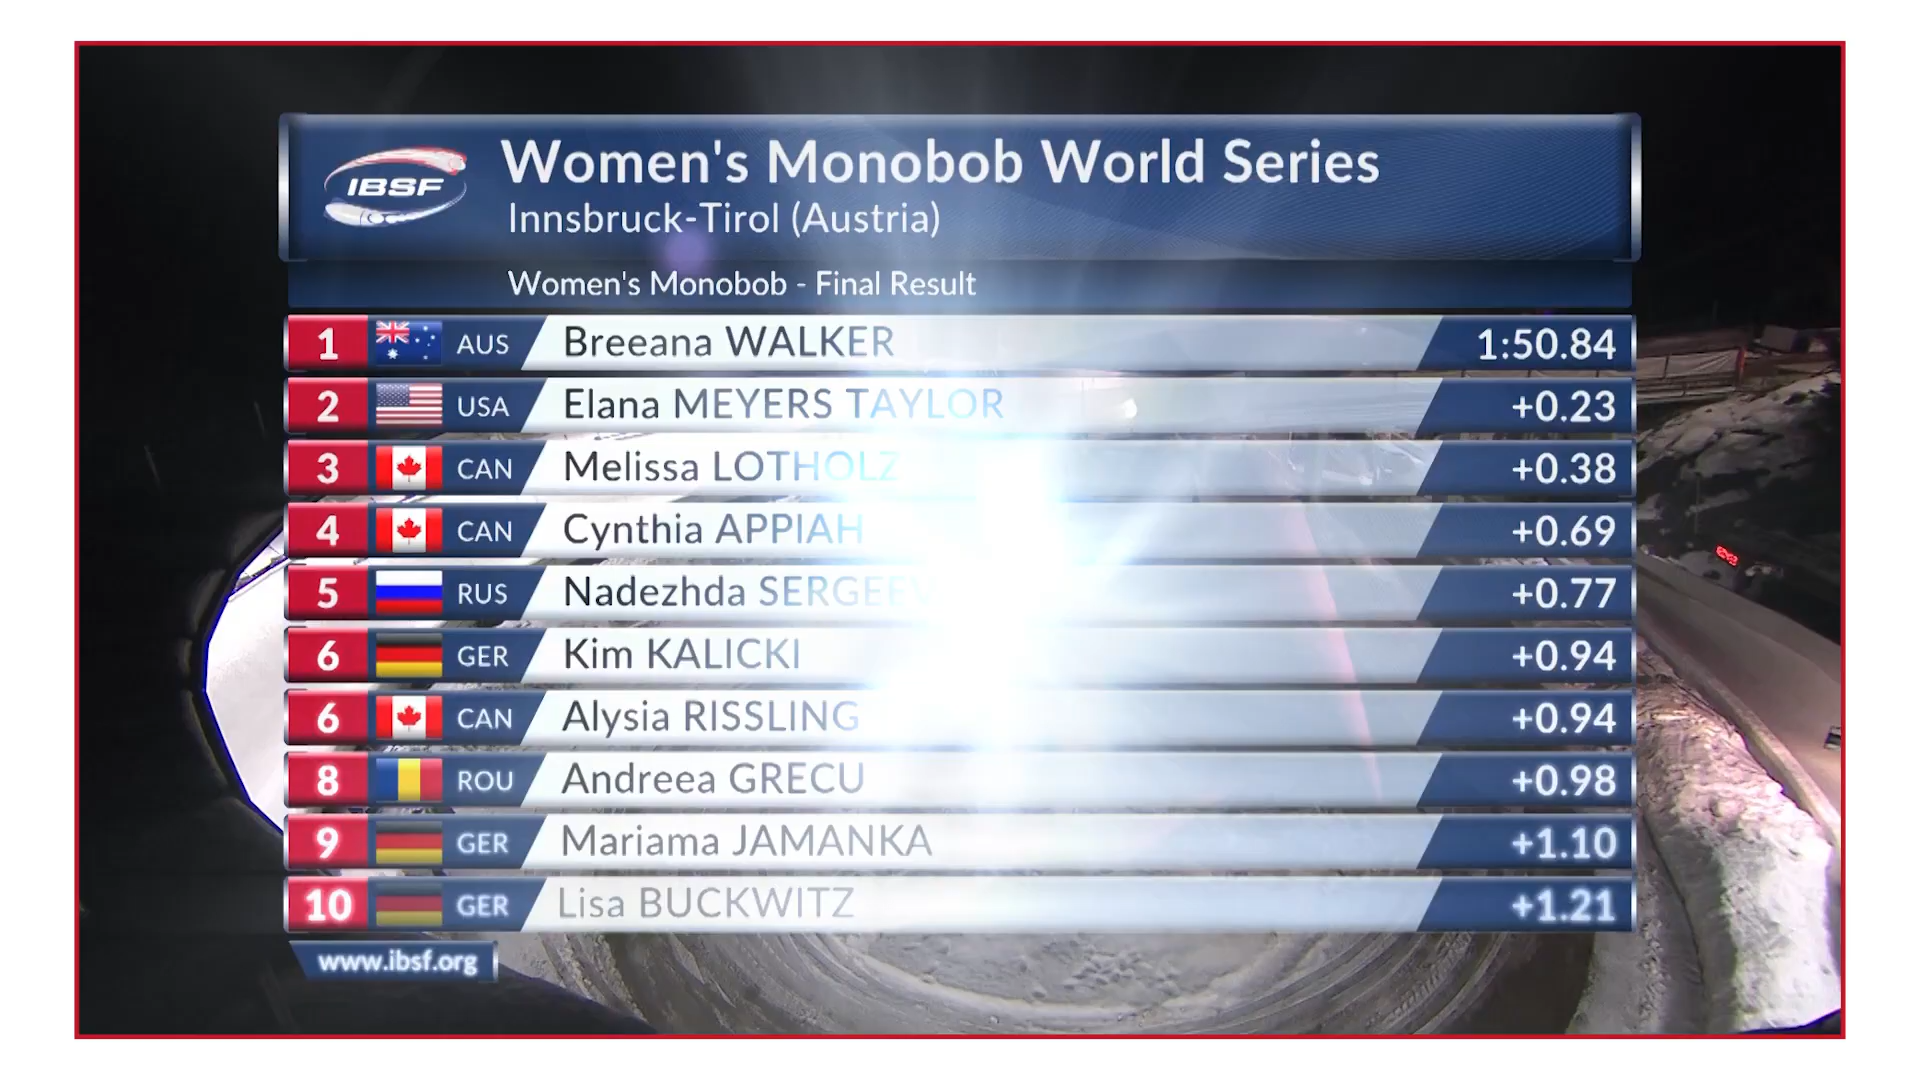 IBSF
Women's Monobob World Series
Innsbruck-Tirol (Austria)
Women's Monobob - Final Result
1 AUS Breeana WALKER 1:50.84
2 USA Elana MEYERS TAYLOR +0.23
3 CAN Melissa LOTHOLZ +0.38
4 CAN Cynthia APPIAH +0.69
5 RUS Nadezhda +0.77
6 GER Kim KALICKI +0.94
6 CAN Alysia RISSLING +0.94
8 ROU Andreea GRECU +0.98
9 GER Mariama JAMANKA +1.10
10 GER Lisa BUCKWITZ +1.21
www.ibsf.org